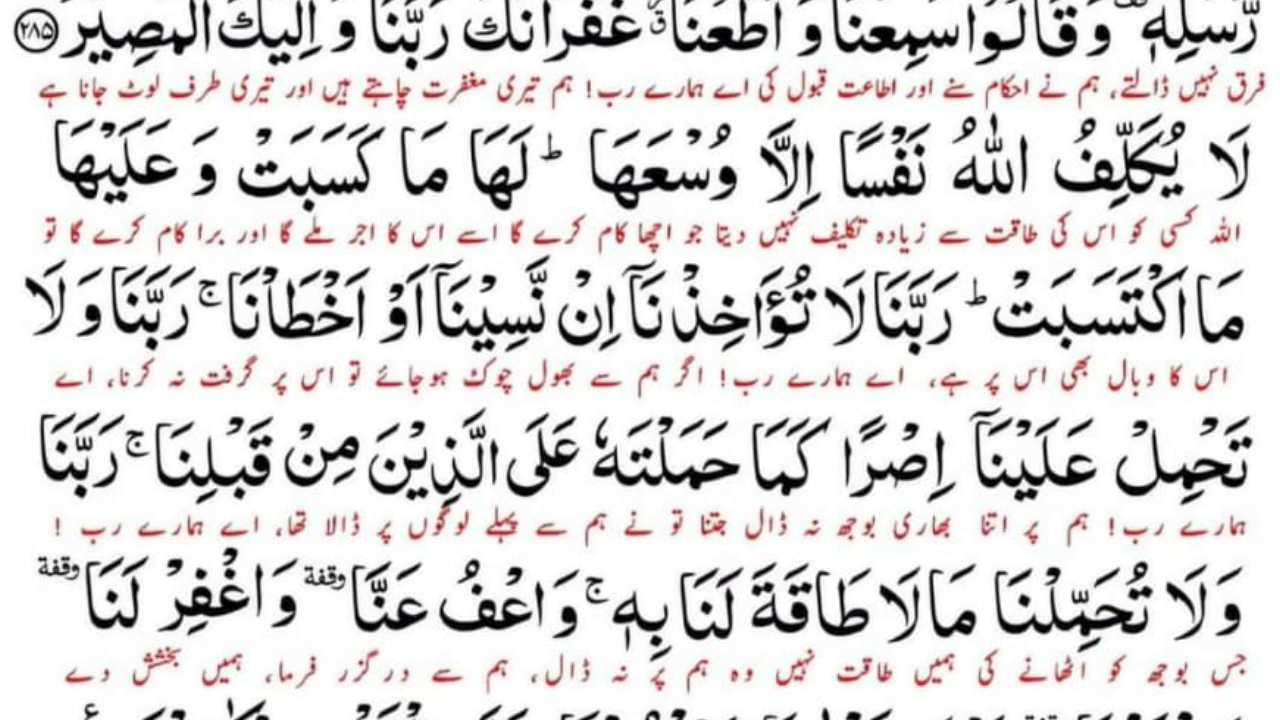 رُّسُلِهٖ وَقَالُوْا سَمِعْنَا وَ اَطَعْنَا غُفْرَانَكَ رَبَّنَا وَ اِلَيْكَ الْمَصِيْرُ ۲۸۵
فرق نہیں ڈالتے، ہم نے احکام سنے اور اطاعت قبول کی اے ہمارے رب! ہم تیری مغفرت چاہتے ہیں اور تیری طرف لوٹ جانا ہے
لَا يُكَلِّفُ اللهُ نَفْسًا اِلَّا وُسْعَهَا ؕ لَهَا مَا كَسَبَتْ وَ عَلَيْهَا
اللہ کسی کو اس کی طاقت سے زیادہ تکلیف نہیں دیتا جو اچھا کام کرے گا اسے اس کا اجر ملے گا اور برا کام کرے گا تو
مَا اكْتَسَبَتْ ؕ رَبَّنَا لَا تُؤَاخِذْنَاۤ اِنْ نَّسِيْنَاۤ اَوْ اَخْطَاْنَا ۚ رَبَّنَا وَ لَا
اس کا وبال بھی اس پر ہے، اے ہمارے رب! اگر ہم سے بھول چوک ہو جائے تو اس پر گرفت نہ کرنا، اے
تَحْمِلْ عَلَيْنَاۤ اِصْرًا كَمَا حَمَلْتَهٗ عَلَى الَّذِيْنَ مِنْ قَبْلِنَا ۚ رَبَّنَا
ہمارے رب! ہم پر اتنا بھاری بوجھ نہ ڈال جتنا تو نے ہم سے پہلے لوگوں پر ڈالا تھا، اے ہمارے رب !
وَ لَا تُحَمِّلْنَا مَا لَا طَاقَةَ لَنَا بِهٖ ۚ وَ اعْفُ عَنَّا وقفة وَ اغْفِرْ لَنَا وقفة
جس بوجھ کو اٹھانے کی ہمیں طاقت نہیں وہ ہم پر نہ ڈال، ہم سے درگزر فرما، ہمیں بخشش دے